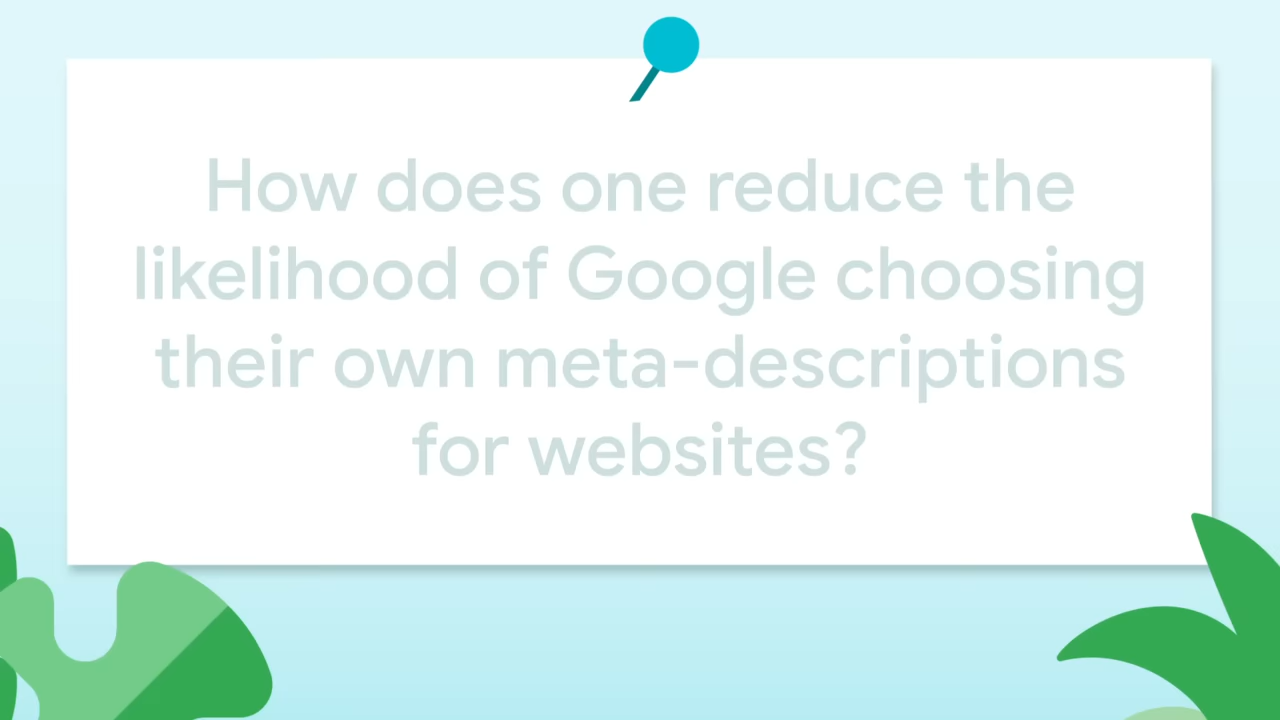 How does one reduce the
likelihood of Google choosing
their own meta-descriptions
for websites?